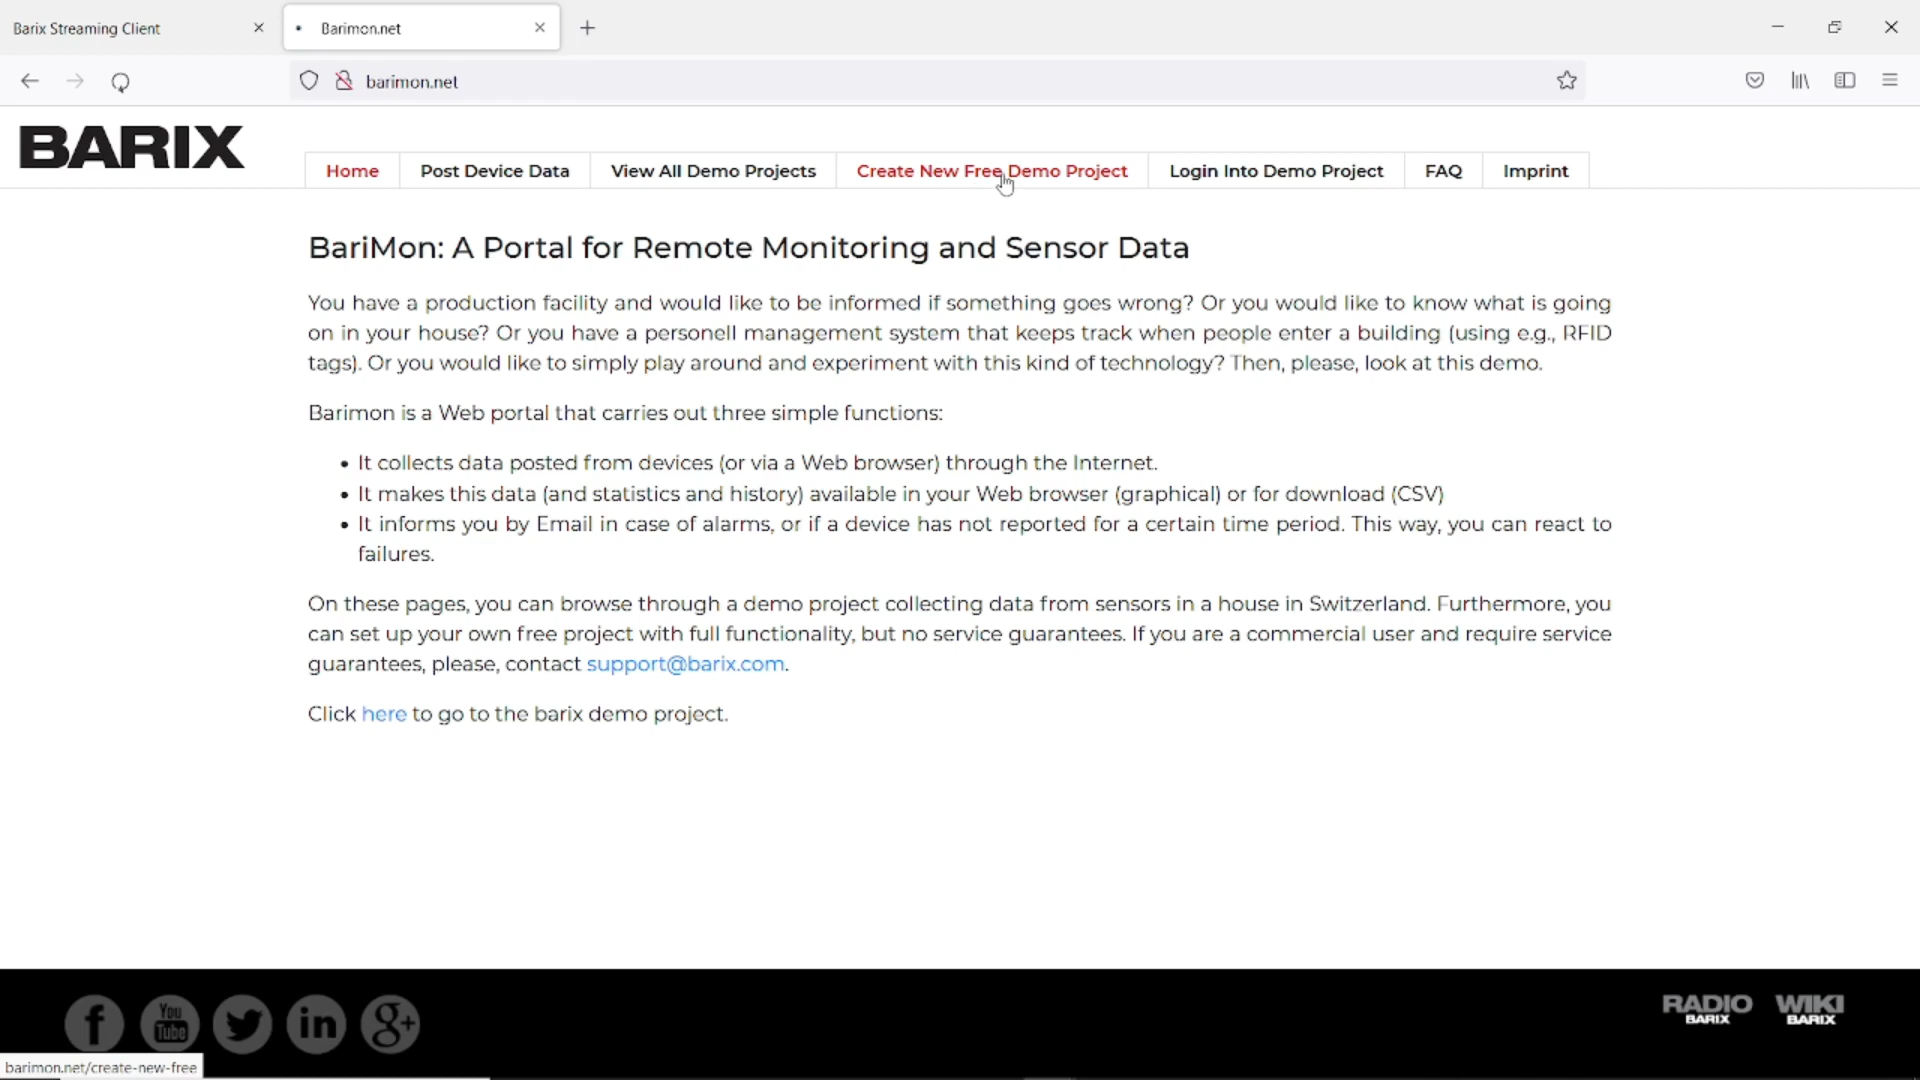 Barix Streaming Client
Barimon.net
barimon.net
BARIX
Home
Post Device Data
View All Demo Projects
Create New Free Demo Project
Login Into Demo Project
FAQ
Imprint
BariMon: A Portal for Remote Monitoring and Sensor Data
You have a production facility and would like to be informed if something goes wrong? Or you would like to know what is going
on in your house? Or you have a personell management system that keeps track when people enter a building (using e.g., RFID
tags). Or you would like to simply play around and experiment with this kind of technology? Then, please, look at this demo.
Barimon is a Web portal that carries out three simple functions:
• It collects data posted from devices (or via a Web browser) through the Internet.
• It makes this data (and statistics and history) available in your Web browser (graphical) or for download (CSV)
• It informs you by Email in case of alarms, or if a device has not reported for a certain time period. This way, you can react to
failures.
On these pages, you can browse through a demo project collecting data from sensors in a house in Switzerland. Furthermore, you
can set up your own free project with full functionality, but no service guarantees. If you are a commercial user and require service
guarantees, please, contact support@barix.com.
Click here to go to the barix demo project.
f
You
Tube
in
g+
RADIO
BARIX
WIKI
BARIX
barimon.net/create-new-free